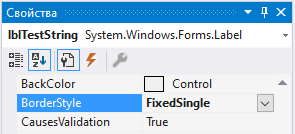 Свойства
lblTestString System.Windows.Forms.Label
BackColor Control
BorderStyle FixedSingle
CausesValidation True